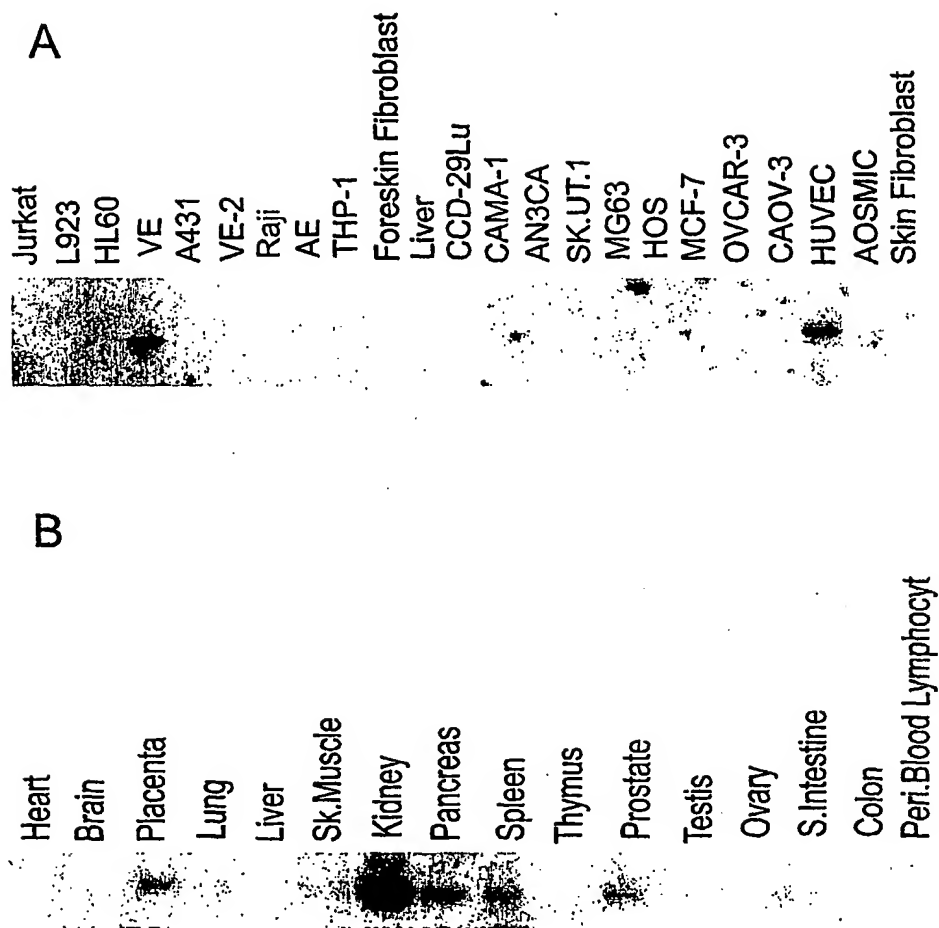 A
Jurkat
L923
HL60
VE
A431
VE-2
Raji
AE
THP-1
Foreskin Fibroblast
Liver
CCD-29Lu
CAMA-1
AN3CA
SK.UT.1
MG63
HOS
MCF-7
OVCAR-3
CAOV-3
HUVEC
AOSMIC
Skin Fibroblast
B
Heart
Brain
Placenta
Lung
Liver
Sk.Muscle
Kidney
Pancreas
Spleen
Thymus
Prostate
Testis
Ovary
S.Intestine
Colon
Peri.Blood Lymphocyt